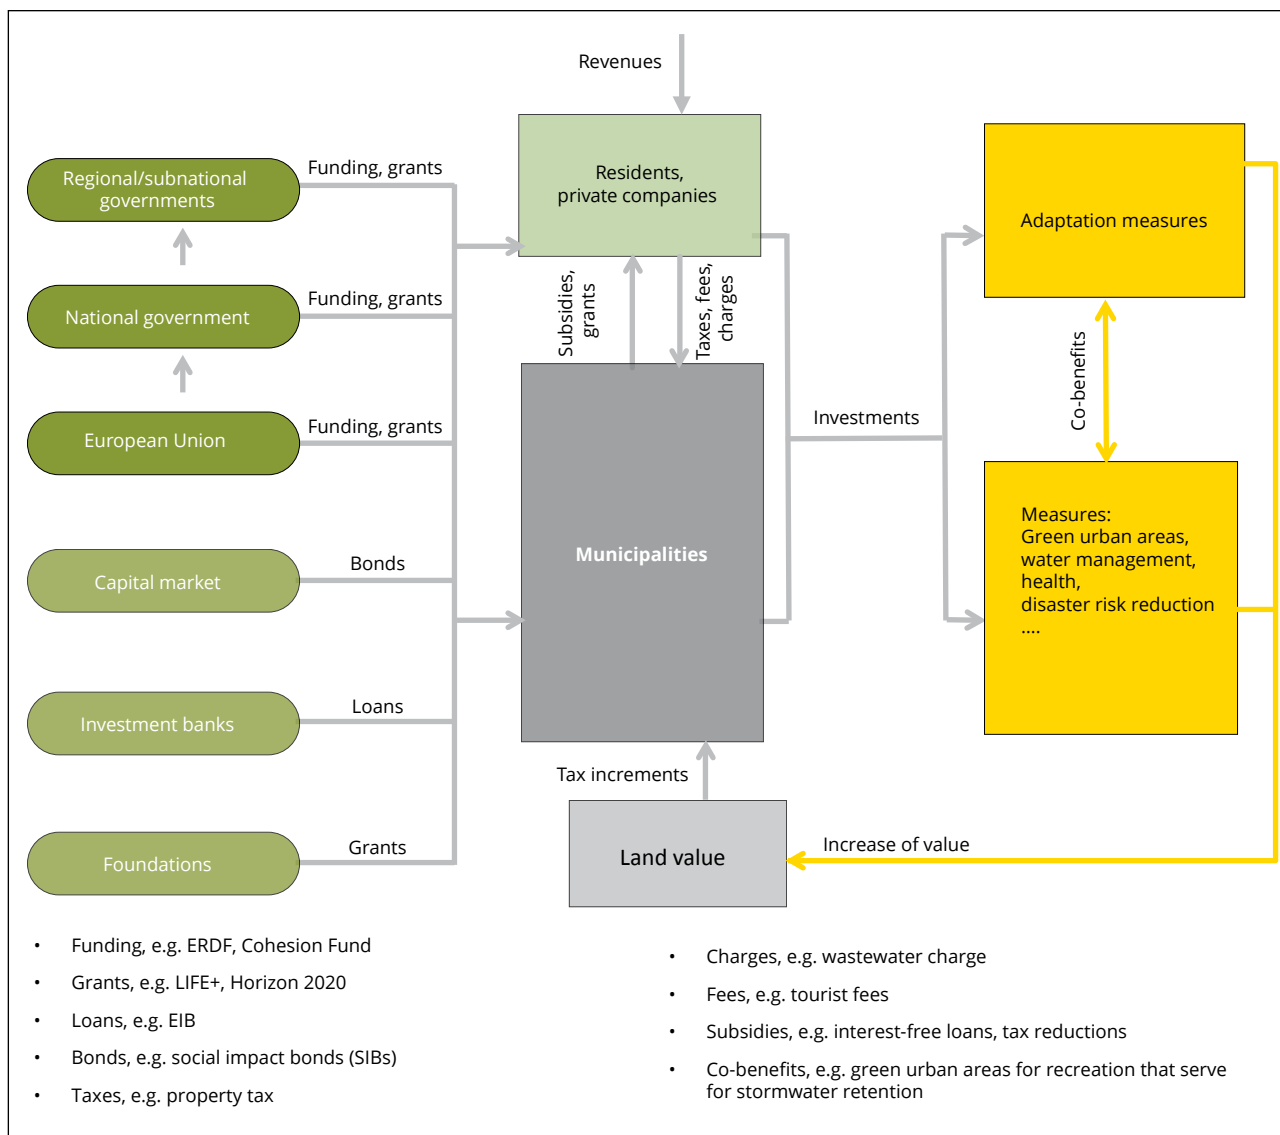 Revenues
Regional/subnational
governments
Funding, grants
Residents,
private companies
Adaptation measures
National government
Funding, grants
Subsidies,
grants
Taxes, fees,
charges
Co-benefits
European Union
Funding, grants
Investments
Capital market
Bonds
Municipalities
Measures:
Green urban areas,
water management,
health,
disaster risk reduction
....
Investment banks
Loans
Tax increments
Foundations
Grants
Land value
Increase of value
• Funding, e.g. ERDF, Cohesion Fund
• Grants, e.g. LIFE+, Horizon 2020
• Loans, e.g. EIB
• Bonds, e.g. social impact bonds (SIBs)
• Taxes, e.g. property tax
• Charges, e.g. wastewater charge
• Fees, e.g. tourist fees
• Subsidies, e.g. interest-free loans, tax reductions
• Co-benefits, e.g. green urban areas for recreation that serve
for stormwater retention